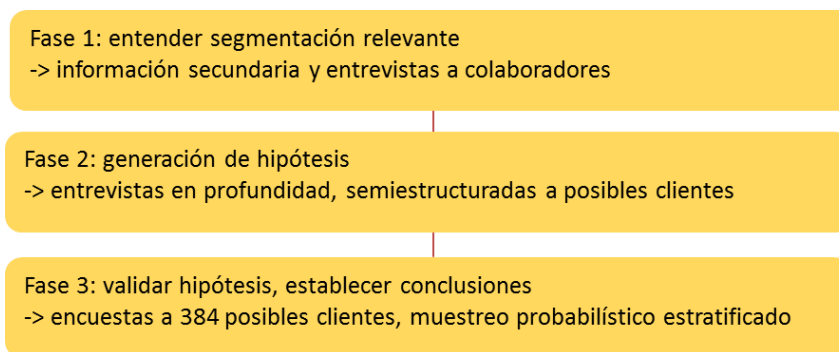 Fase 1: entender segmentación relevante
-> información secundaria y entrevistas a colaboradores
Fase 2: generación de hipótesis
-> entrevistas en profundidad, semiestructuradas a posibles clientes
Fase 3: validar hipótesis, establecer conclusiones
-> encuestas a 384 posibles clientes, muestreo probabilístico estratificado